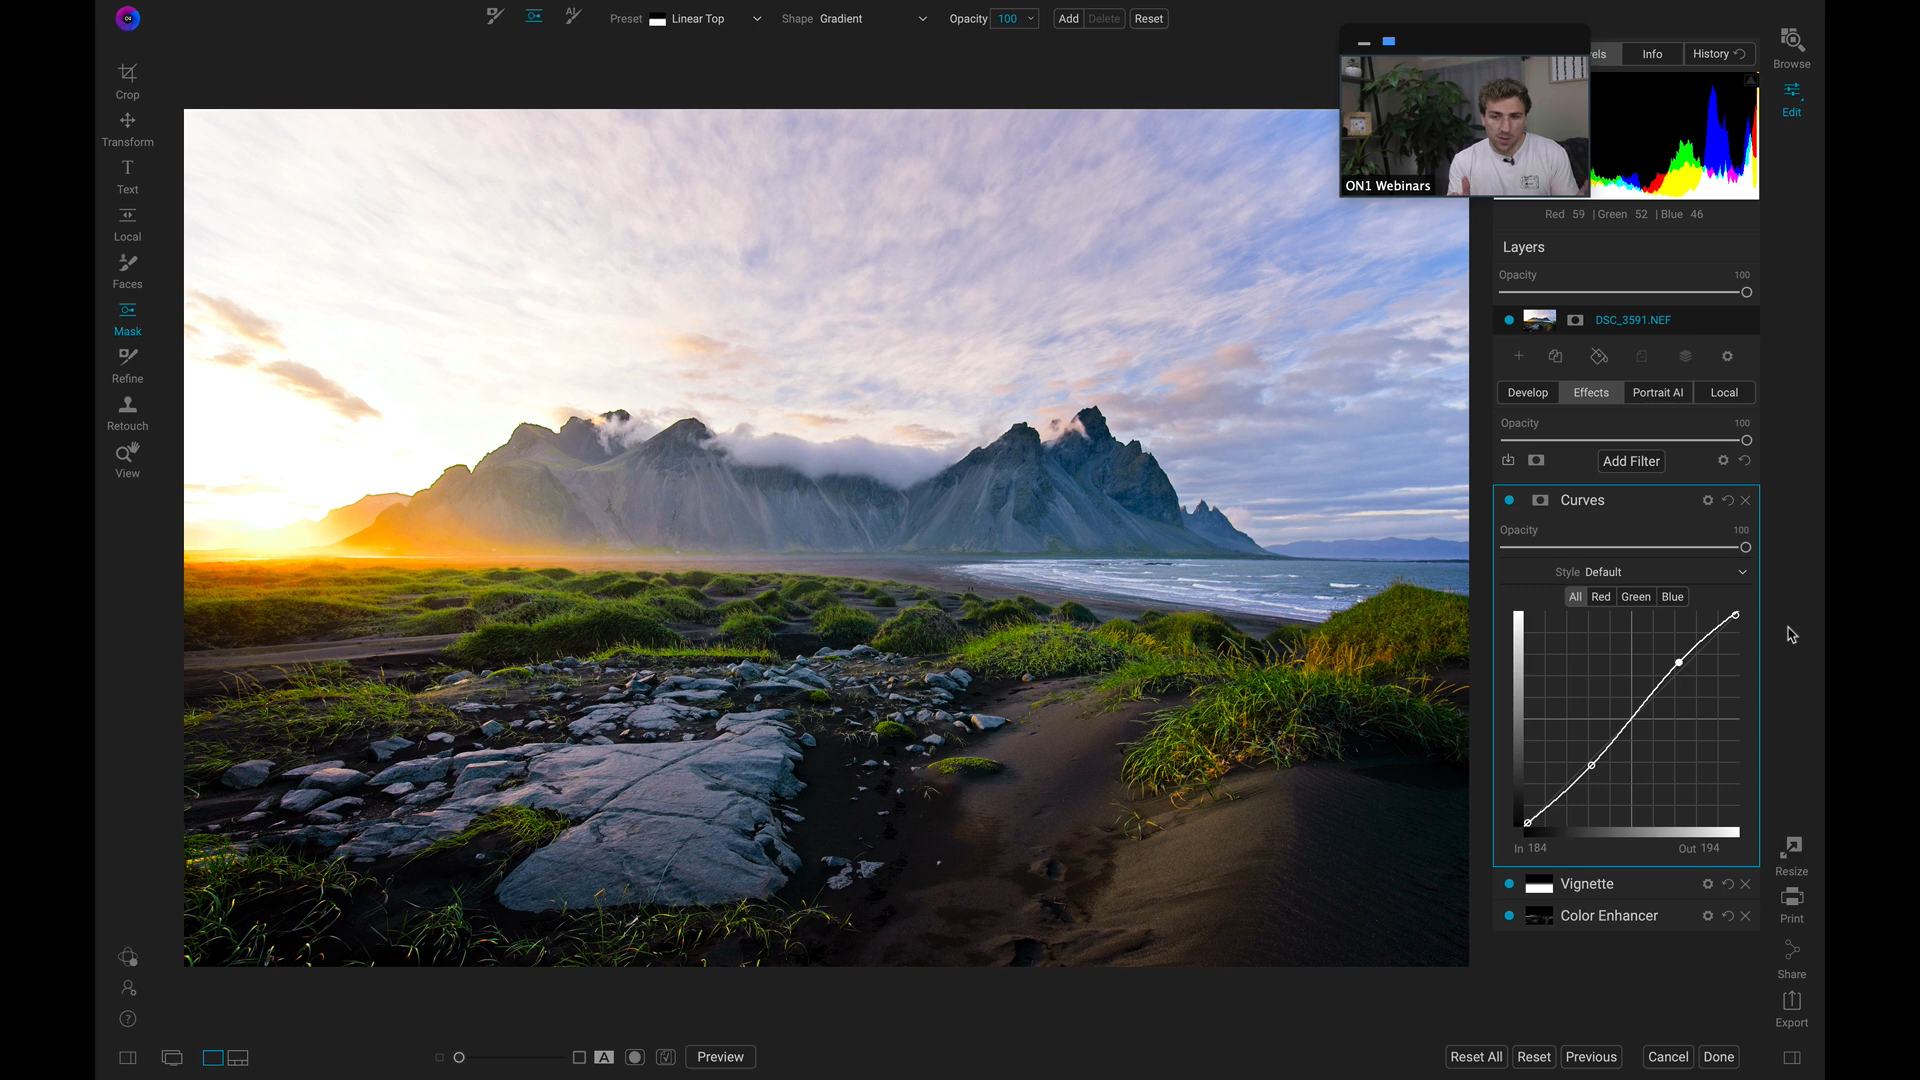 Preset Linear Top Shape Gradient Opacity 100 Add Delete Reset
Crop
Transform
Text
Local
Faces
Mask
Refine
Retouch
View
ON1 Webinars
els Info History
Browse
Edit
Red 59 | Green 52 | Blue 46
Layers
Opacity 100
DSC_3591.NEF
Develop Effects Portrait AI Local
Opacity 100
Add Filter
Curves
Opacity 100
Style Default
All Red Green Blue
In 184 Out 194
Vignette
Color Enhancer
Resize
Print
Share
Export
A Preview Reset All Reset Previous Cancel Done